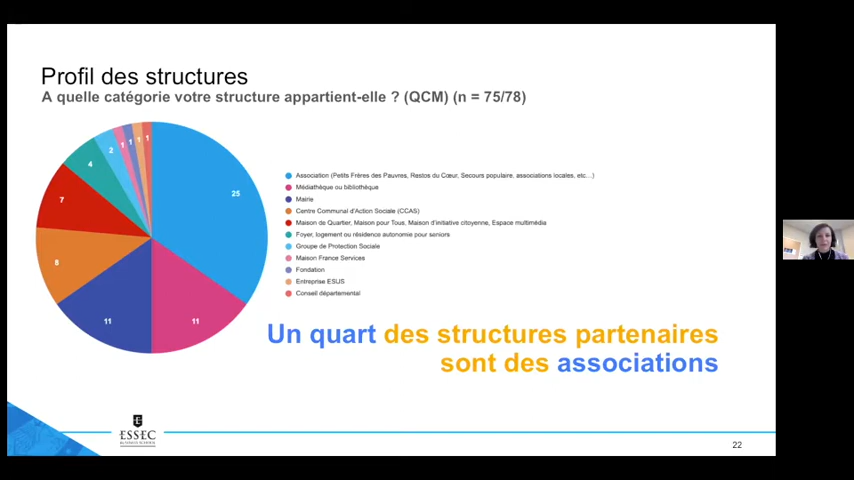 Profil des structures
A quelle catégorie votre structure appartient-elle ? (QCM) (n = 75/78)
25
11
11
8
7
4
2
1
1
1
1
Association (Petits Frères des Pauvres, Restos du Cœur, Secours populaire, associations locales, etc...)
Médiathèque ou bibliothèque
Mairie
Centre Communal d'Action Sociale (CCAS)
Maison de Quartier, Maison pour Tous, Maison d'initiative citoyenne, Espace multimédia
Foyer, logement ou résidence autonomie pour seniors
Groupe de Protection Sociale
Maison France Services
Fondation
Entreprise ESUS
Conseil départemental
Un quart des structures partenaires
sont des associations
ESSEC
BUSINESS SCHOOL
22